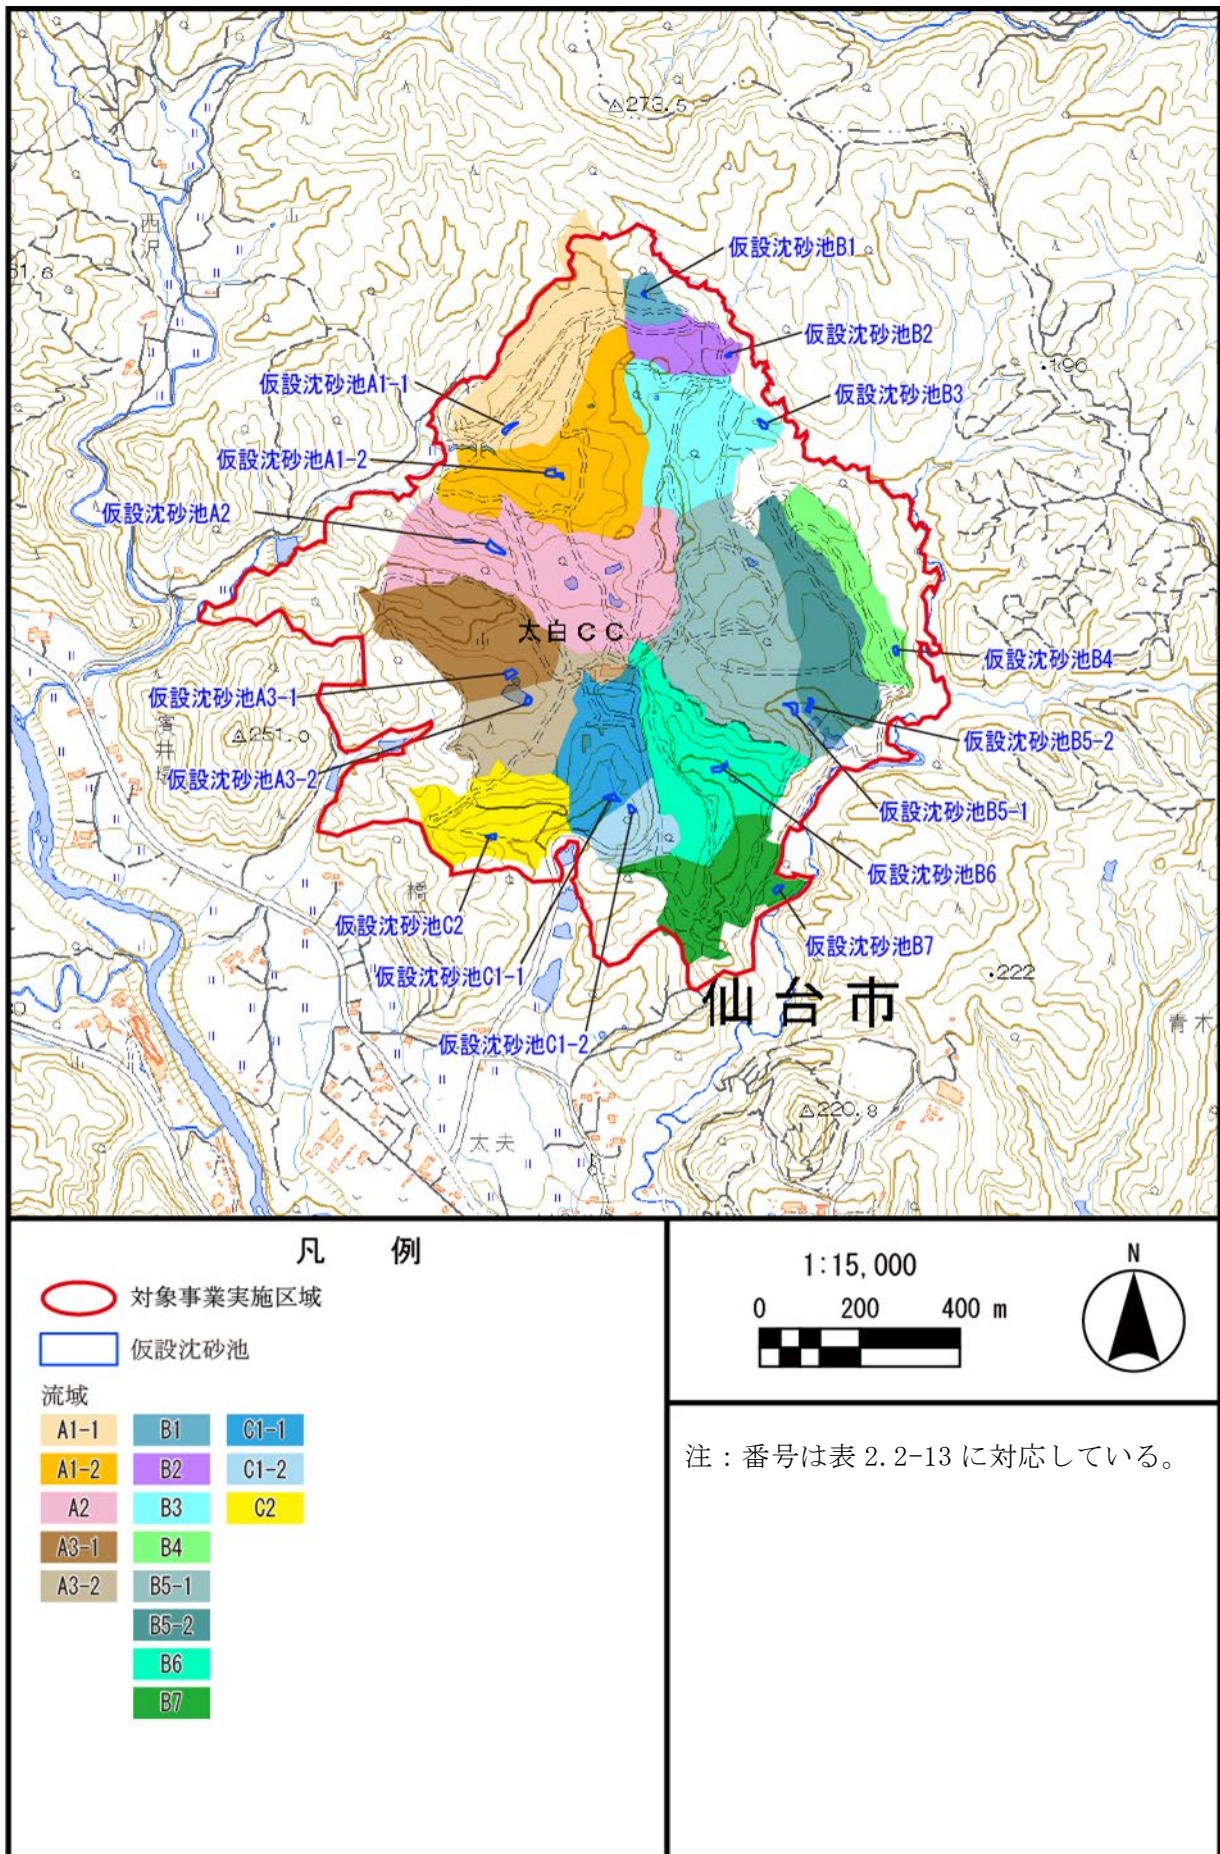 273.5
西沢
山
61.6
仮設沈砂池B1
仮設沈砂池B2
196
仮設沈砂池A1-1
仮設沈砂池B3
仮設沈砂池A1-2
仮設沈砂池A2
太白CC
仮設沈砂池B4
仮設沈砂池A3-1
251.0
仮設沈砂池B5-2
仮設沈砂池A3-2
仮設沈砂池B5-1
仮設沈砂池B6
橋
仮設沈砂池C2
仮設沈砂池B7
仮設沈砂池C1-1
222
仙台市
青木
仮設沈砂池C1-2
220.8
太夫
凡 例
対象事業実施区域
仮設沈砂池
流域
A1-1 B1 C1-1
A1-2 B2 C1-2
A2 B3 C2
A3-1 B4
A3-2 B5-1
B5-2
B6
B7
1:15,000
0 200 400 m
N
注：番号は表 2.2-13 に対応している。